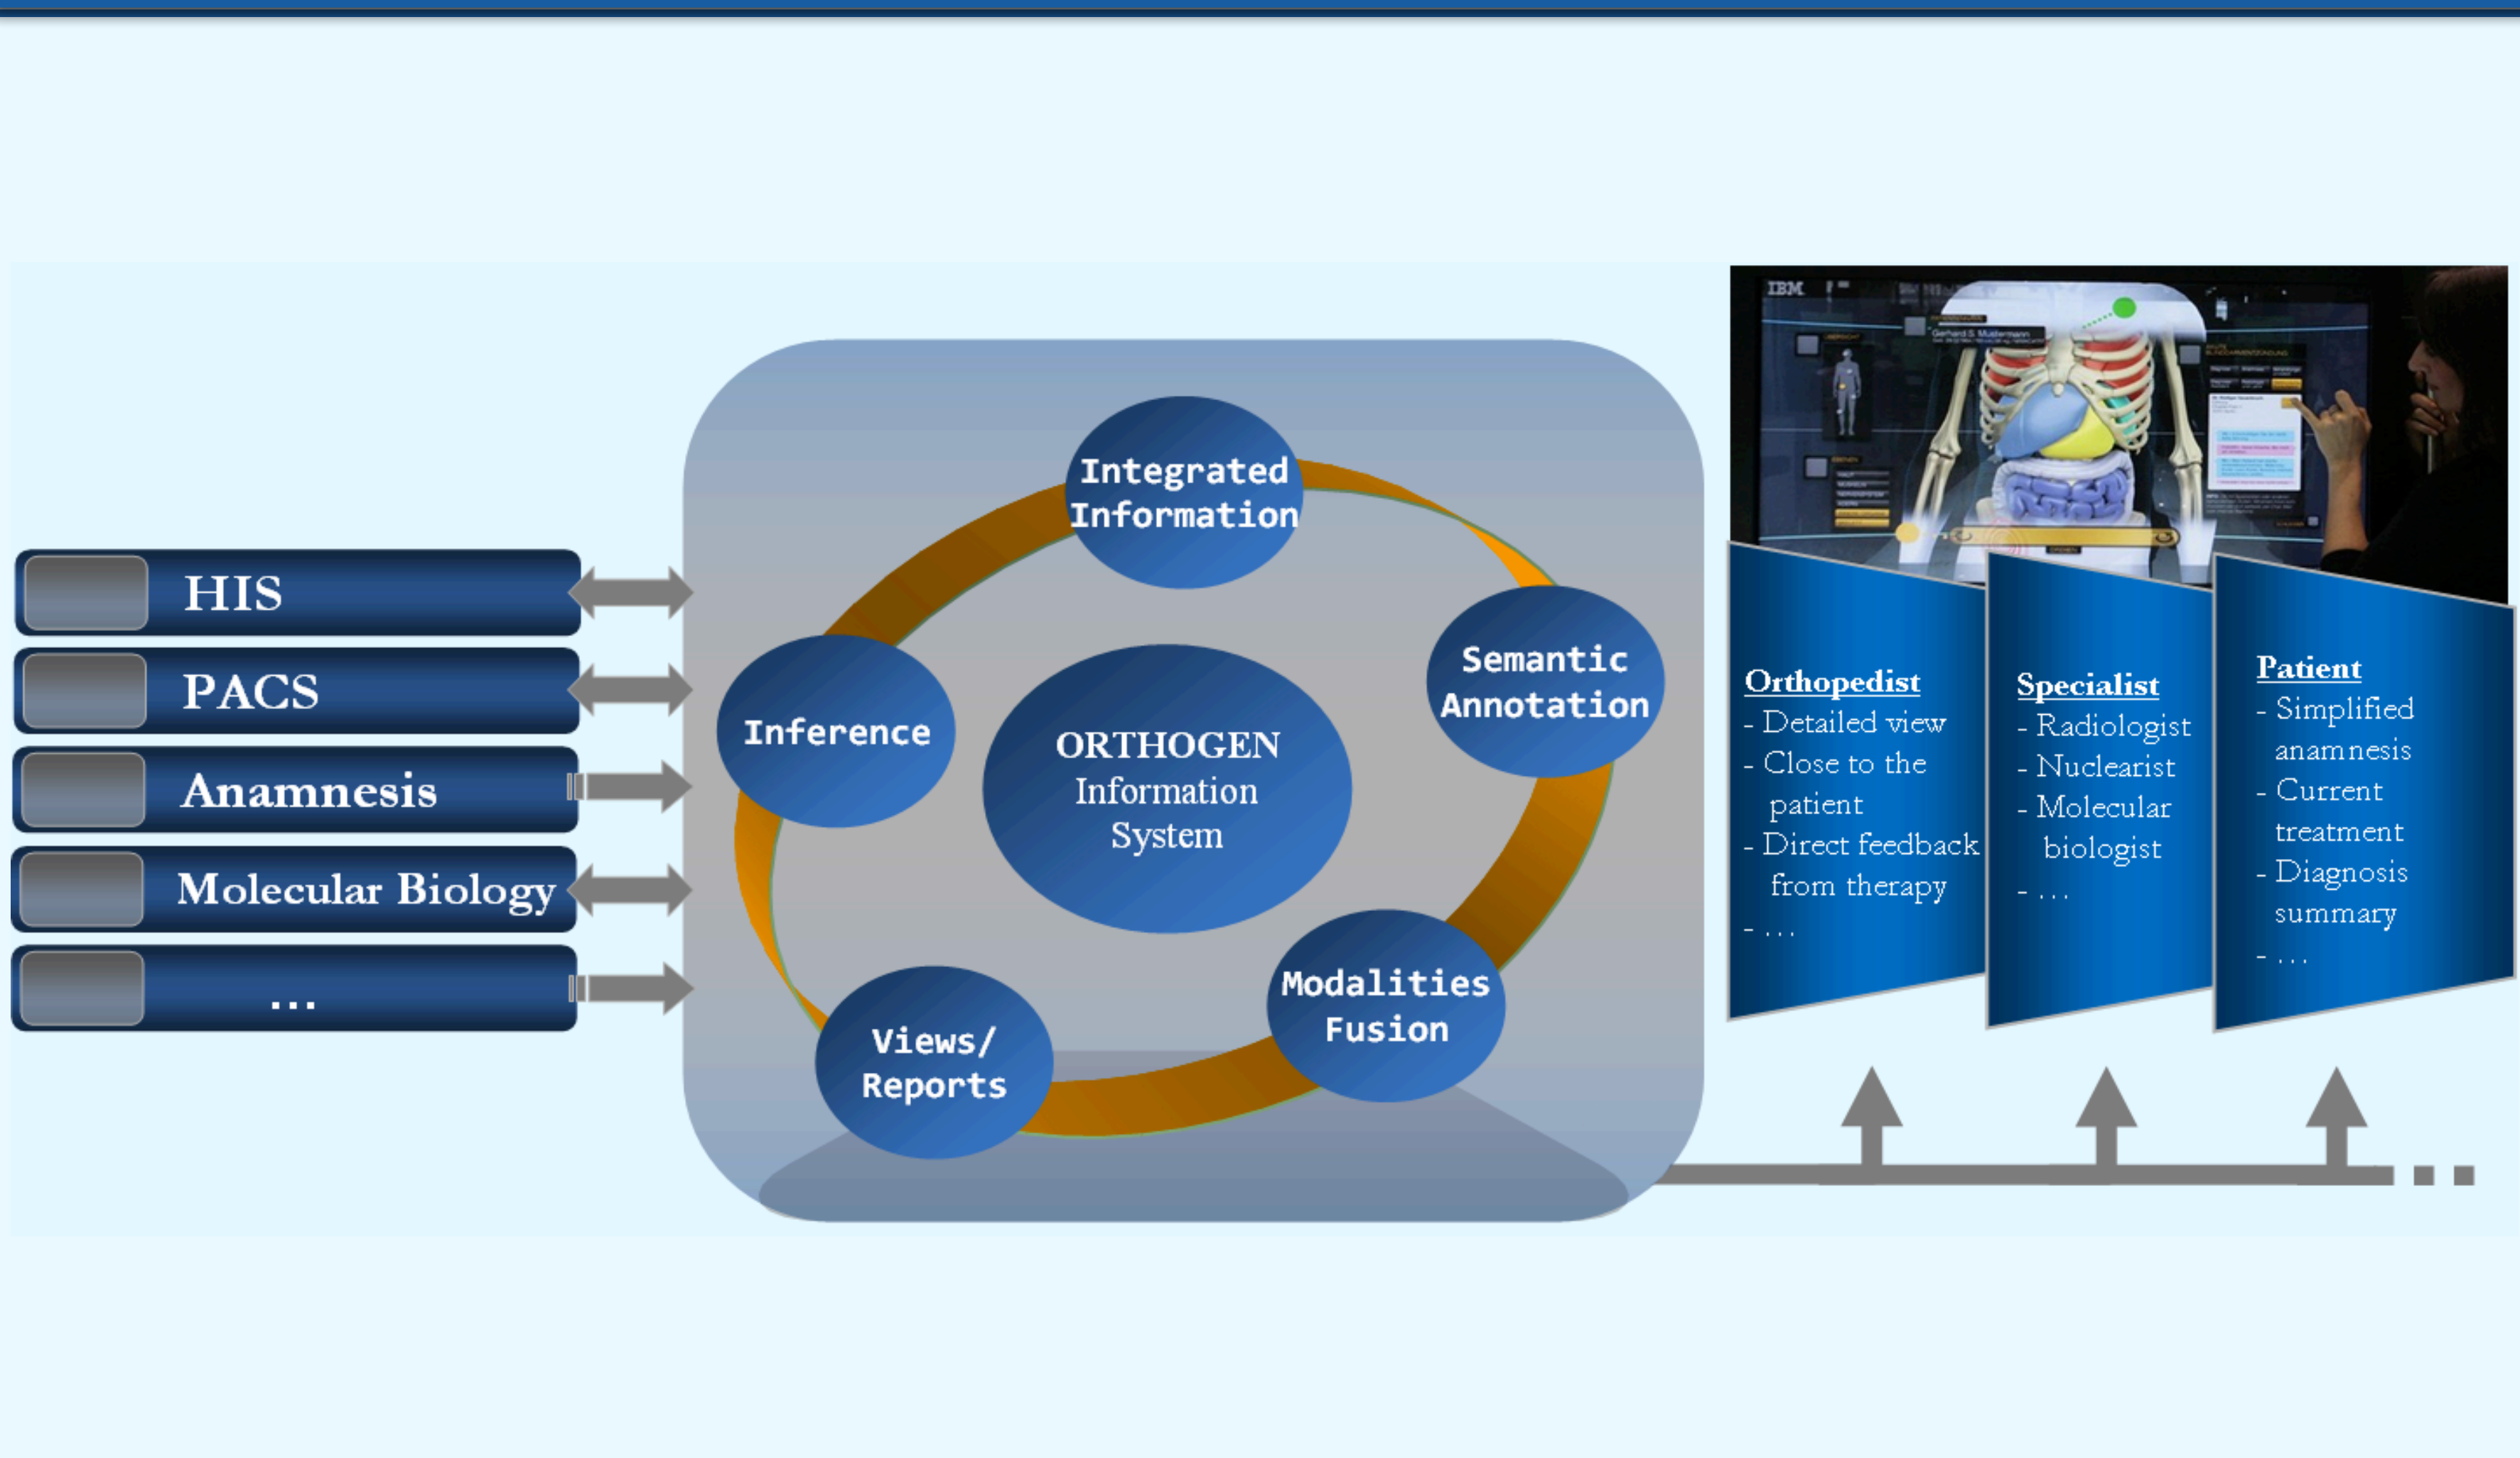 HIS
PACS
Anamnesis
Molecular Biology
...
Integrated
Information
Semantic
Annotation
Modalities
Fusion
Views/
Reports
Inference
ORTHOGEN
Information
System
IBM
Gerhard S. Mustermann
Orthopedist
- Detailed view
- Close to the
patient
- Direct feedback
from therapy
- ...
Specialist
- Radiologist
- Nuclearist
- Molecular
biologist
- ...
Patient
- Simplified
anamnesis
- Current
treatment
- Diagnosis
summary
- ...